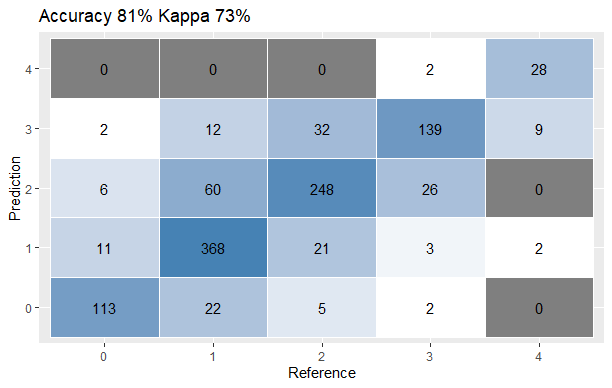 Accuracy 81% Kappa 73%
4 0 0 0 2 28
3 2 12 32 139 9
2 6 60 248 26 0
1 11 368 21 3 2
0 113 22 5 2 0
0 1 2 3 4
Reference
Prediction